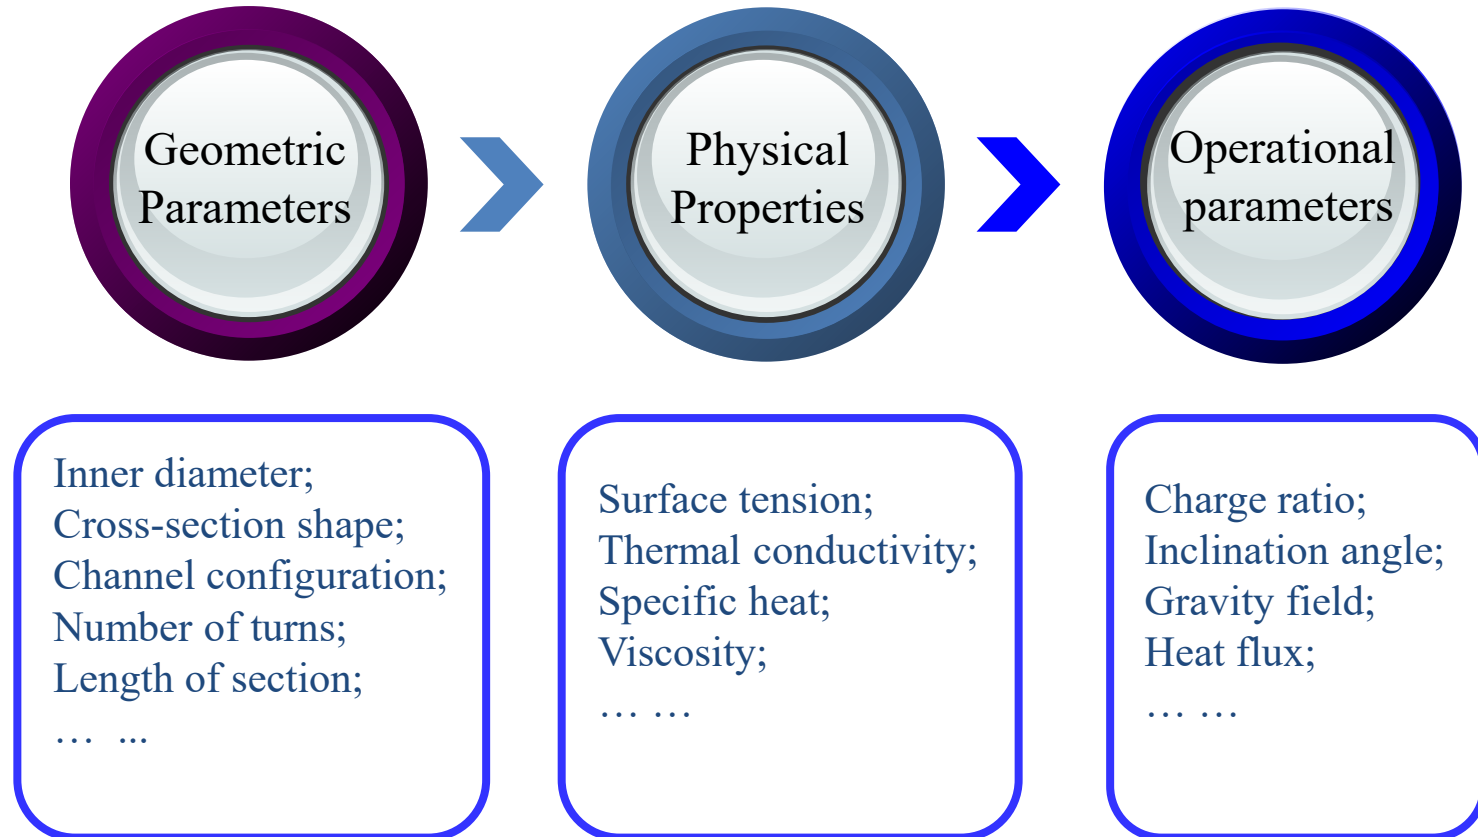 Geometric
Parameters
Physical
Properties
Operational
parameters
Inner diameter;
Cross-section shape;
Channel configuration;
Number of turns;
Length of section;
… ...
Surface tension;
Thermal conductivity;
Specific heat;
Viscosity;
… …
Charge ratio;
Inclination angle;
Gravity field;
Heat flux;
… …